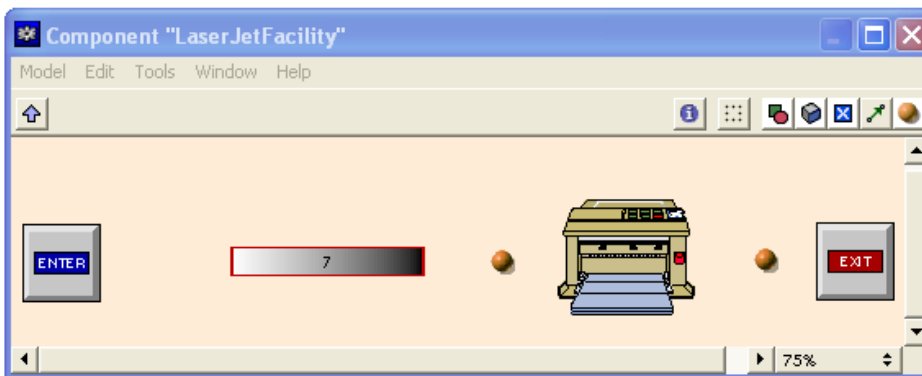 Component "LaserJetFacility"
Model Edit Tools Window Help
ENTER
7
EXIT
75%